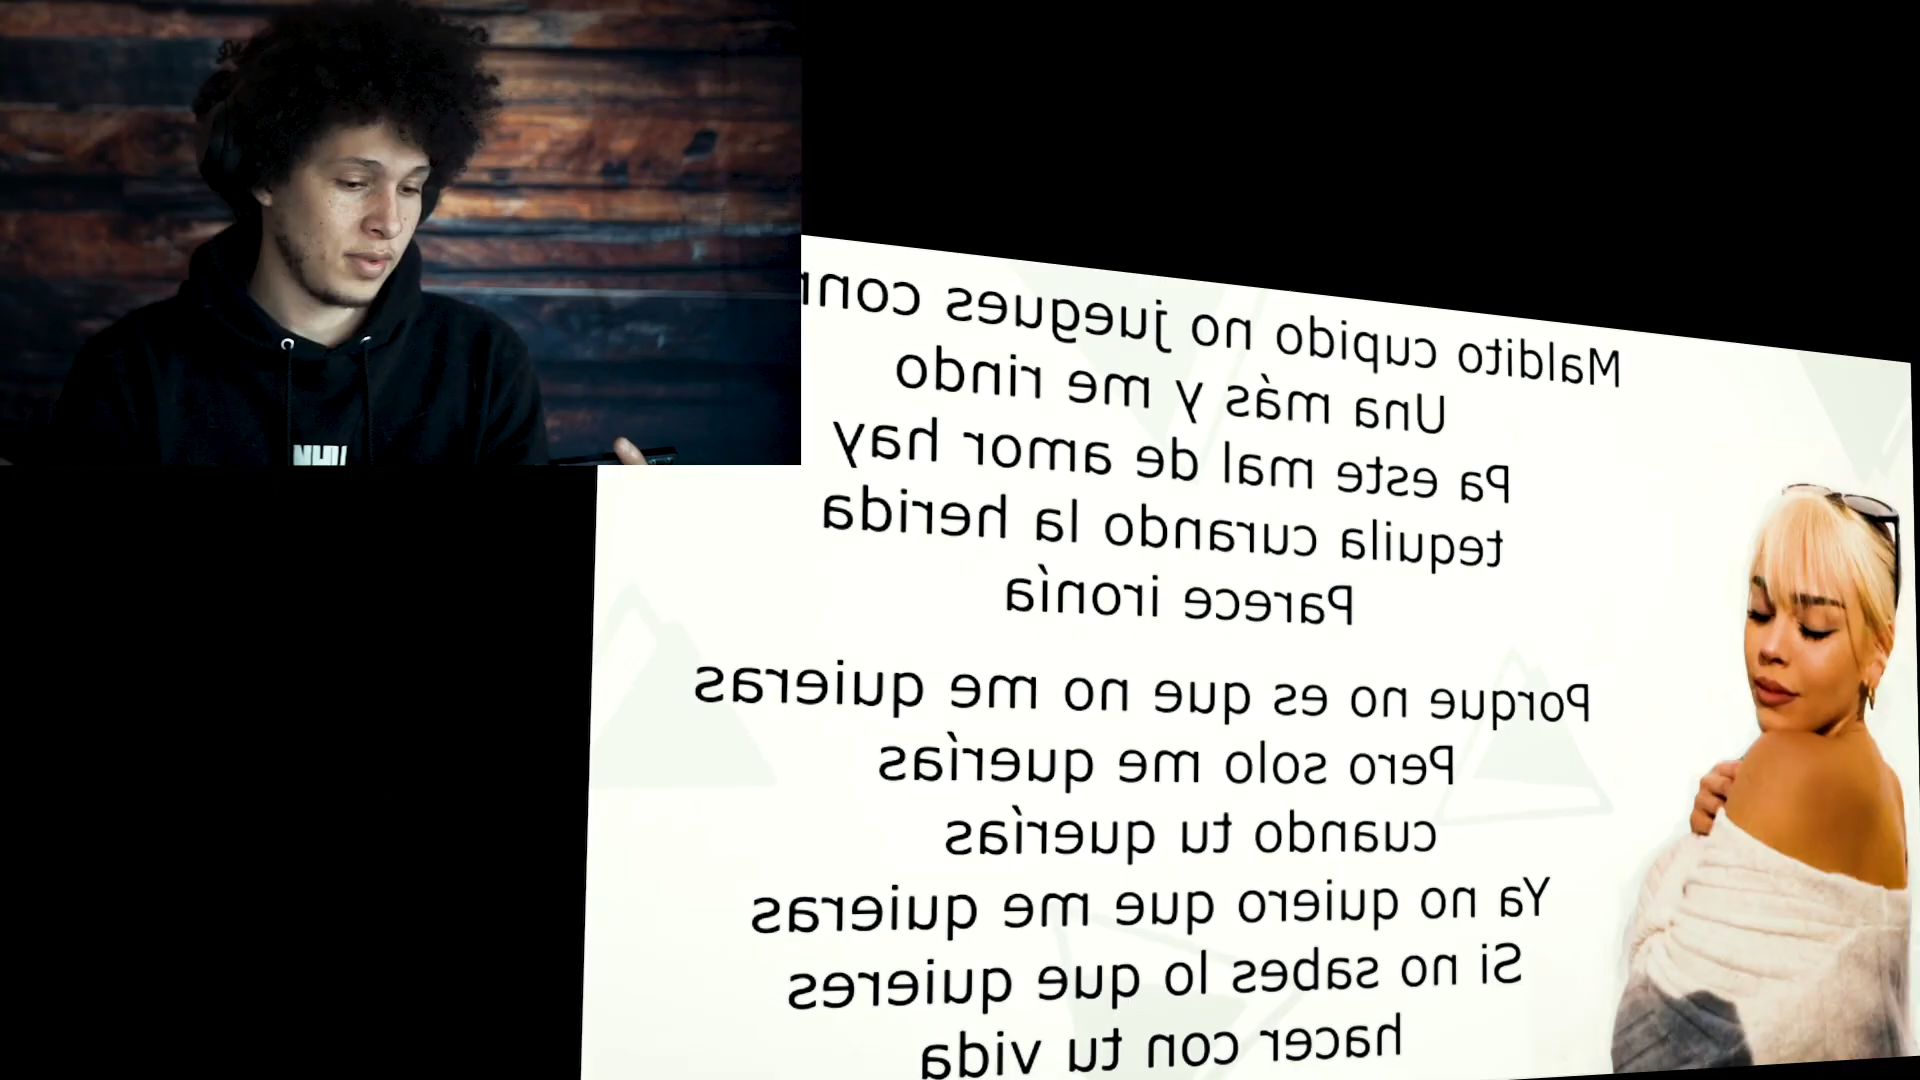 Maldito cupido no juegues
Una más y me rindo
Pa este mal de amor hay
tequila curando la herida
Parece ironía
Porque no es que no me quieras
Pero solo me querías
cuando tu querías
Ya no quiero que me quieras
Si no sabes lo que quieres
hacer con tu vida